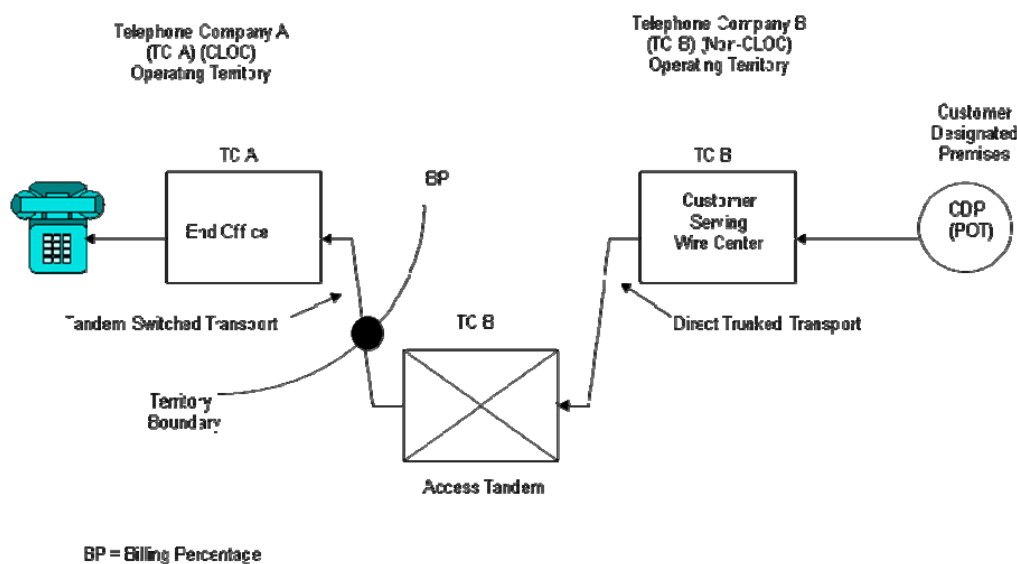 Telephone Company A
(TC A) (CLOC)
Operating Territory
Telephone Company B
(TC B) (Non-CLOC)
Operating Territory
Customer
Designated
Premises
TC A
BP
TC B
End Office
Customer
Serving
Wire Center
CDP
(POT)
Tandem Switched Transport
TC B
Direct Trunked Transport
Territory
Boundary
Access Tandem
BP = Billing Percentage